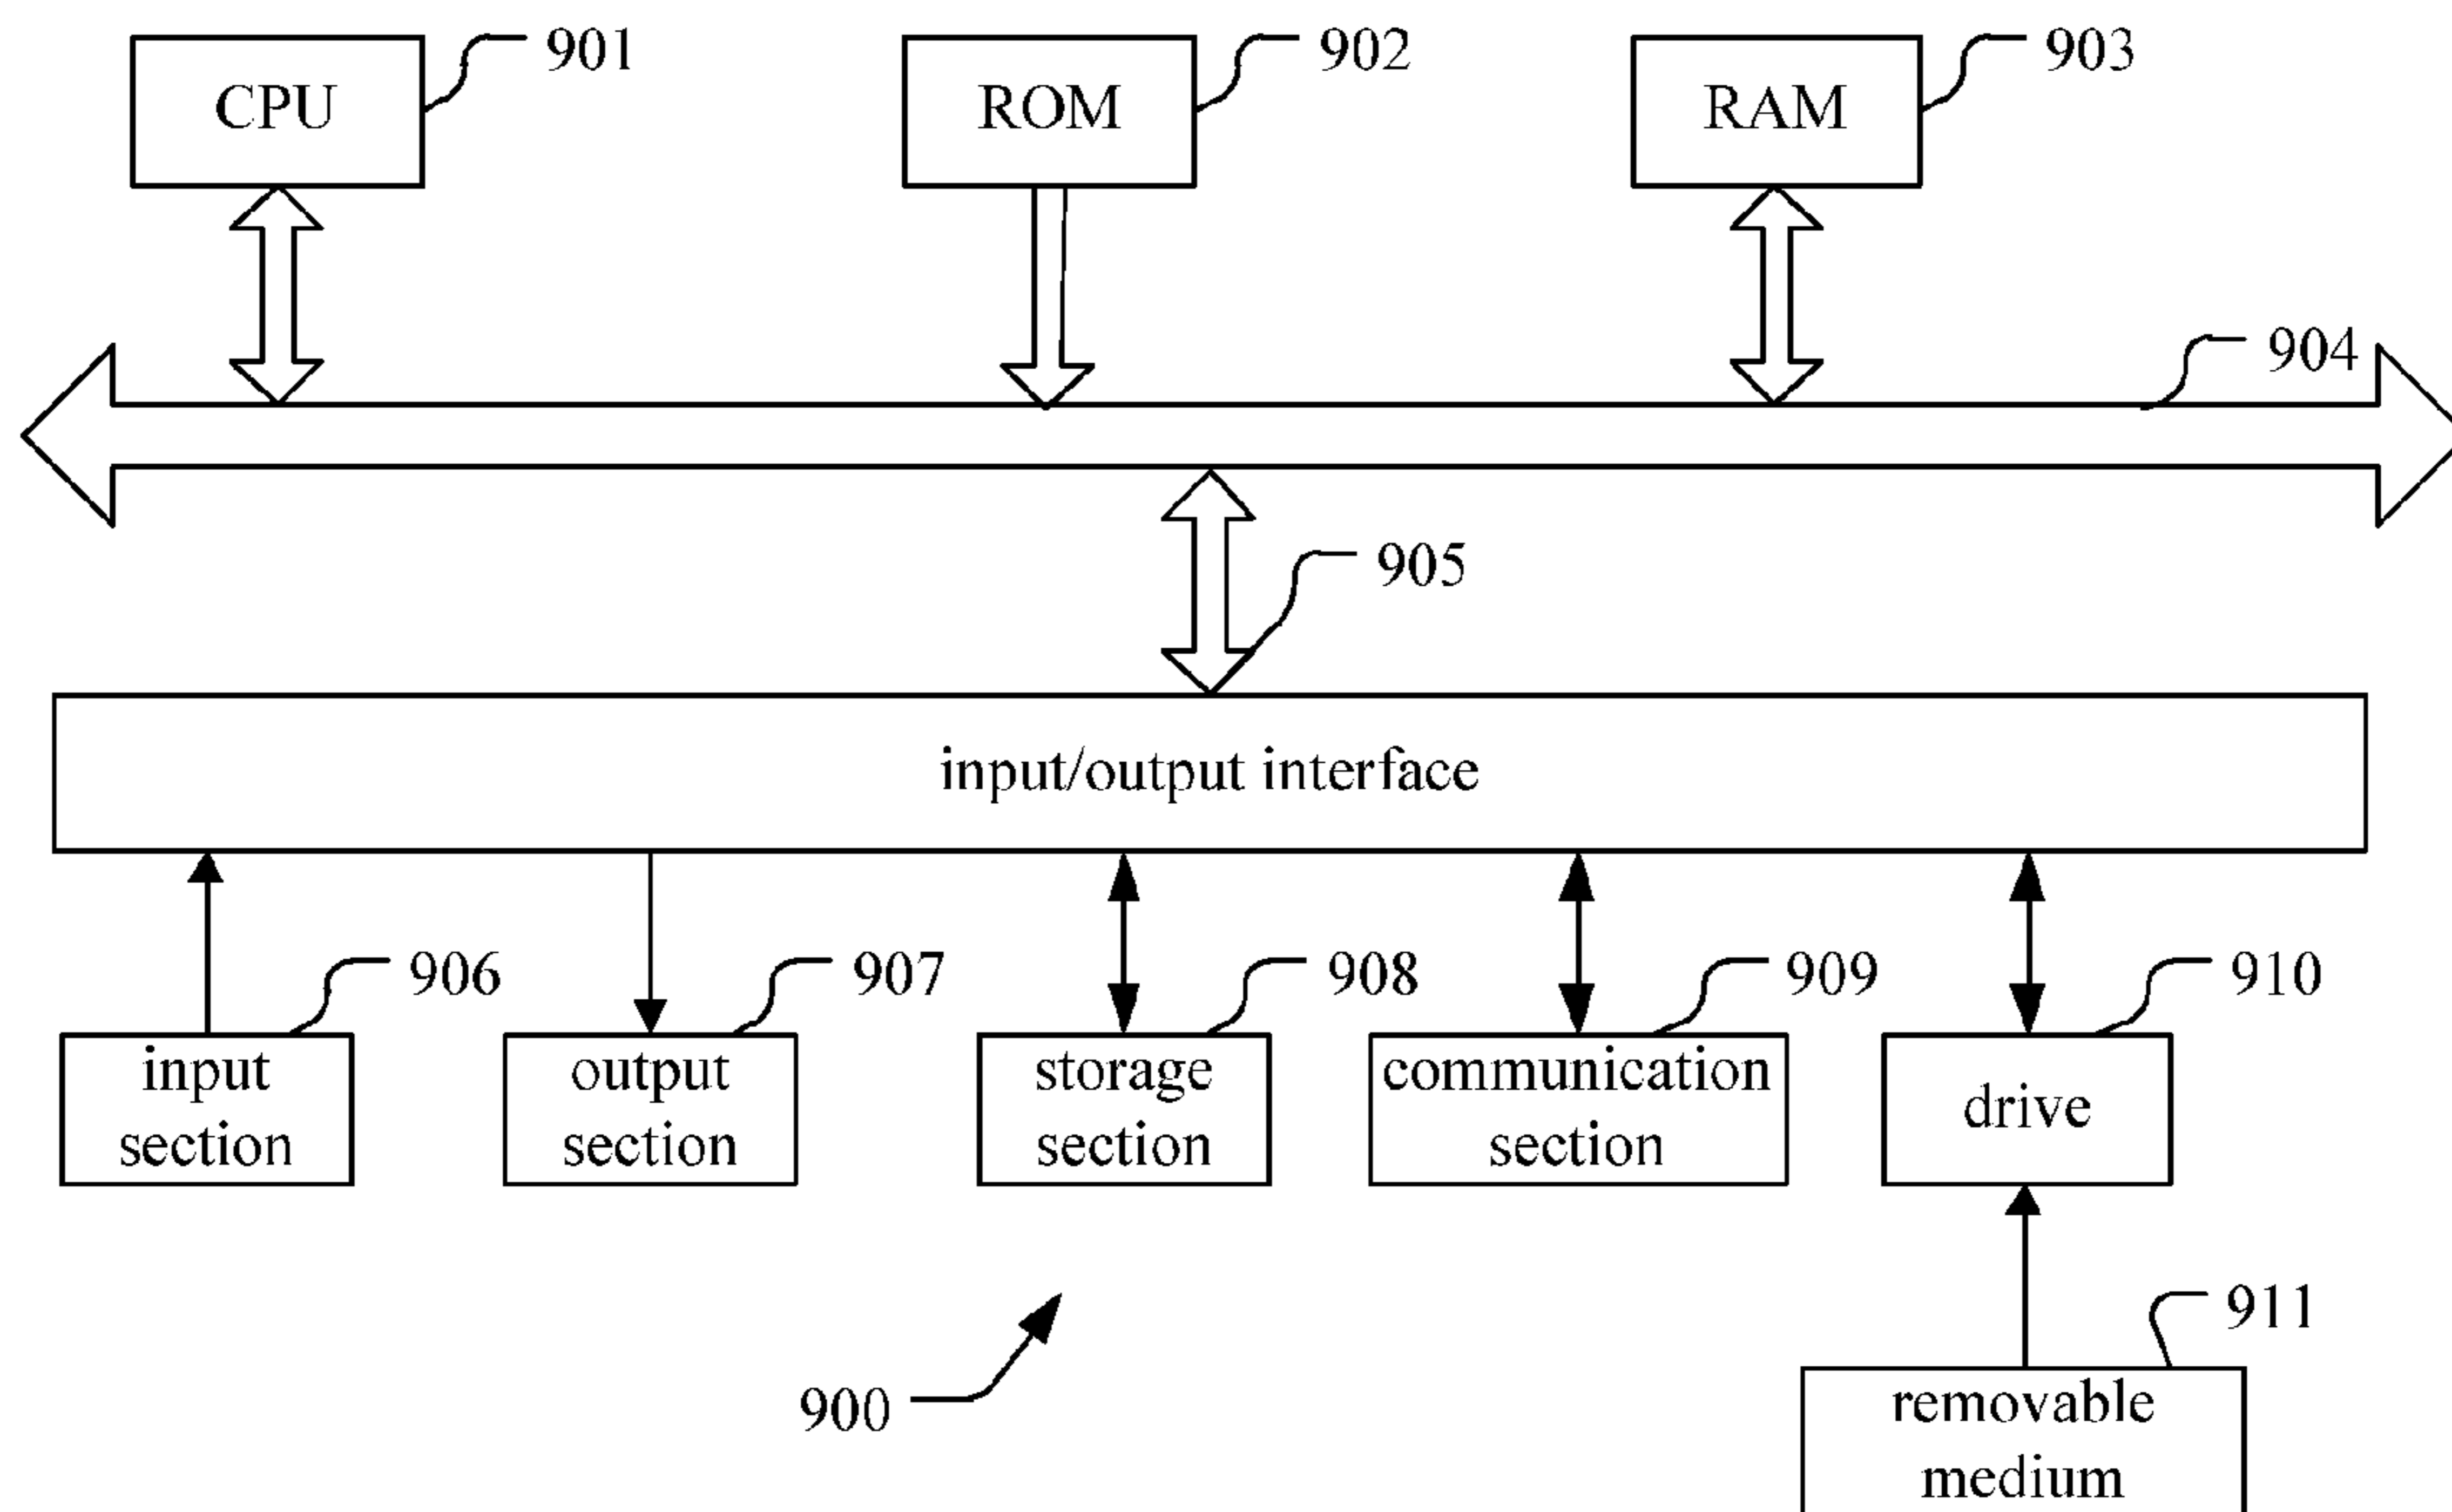 CPU
901
ROM
902
RAM
903
904
905
input/output interface
906
907
908
909
910
input
section
output
section
storage
section
communication
section
drive
911
900
removable
medium